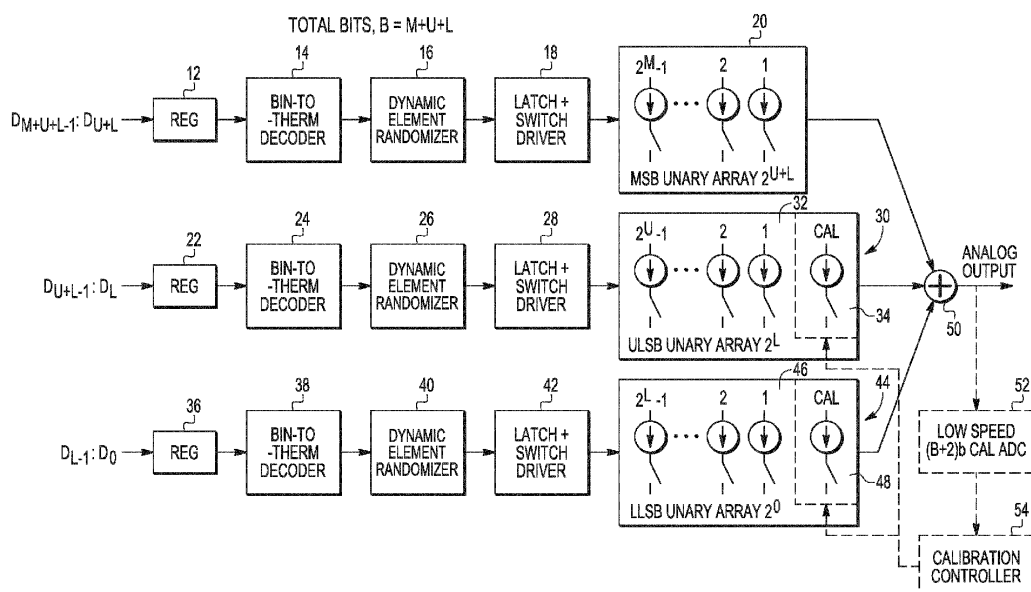 TOTAL BITS, B = M+U+L
12
14
16
18
20
D_{M+U+L-1}: D_{U+L}
REG
BIN-TO
-THERM
DECODER
DYNAMIC
ELEMENT
RANDOMIZER
LATCH +
SWITCH
DRIVER
2^M-1
2
1
MSB UNARY ARRAY 2^{U+L}
22
24
26
28
32
30
D_{U+L-1}: D_L
REG
BIN-TO
-THERM
DECODER
DYNAMIC
ELEMENT
RANDOMIZER
LATCH +
SWITCH
DRIVER
2^U-1
2
1
CAL
34
ULSB UNARY ARRAY 2^L
ANALOG
OUTPUT
50
36
38
40
42
46
44
D_{L-1}: D_0
REG
BIN-TO
-THERM
DECODER
DYNAMIC
ELEMENT
RANDOMIZER
LATCH +
SWITCH
DRIVER
2^L-1
2
1
CAL
48
LLSB UNARY ARRAY 2^0
52
LOW SPEED
(B+2)b CAL ADC
54
CALIBRATION
CONTROLLER